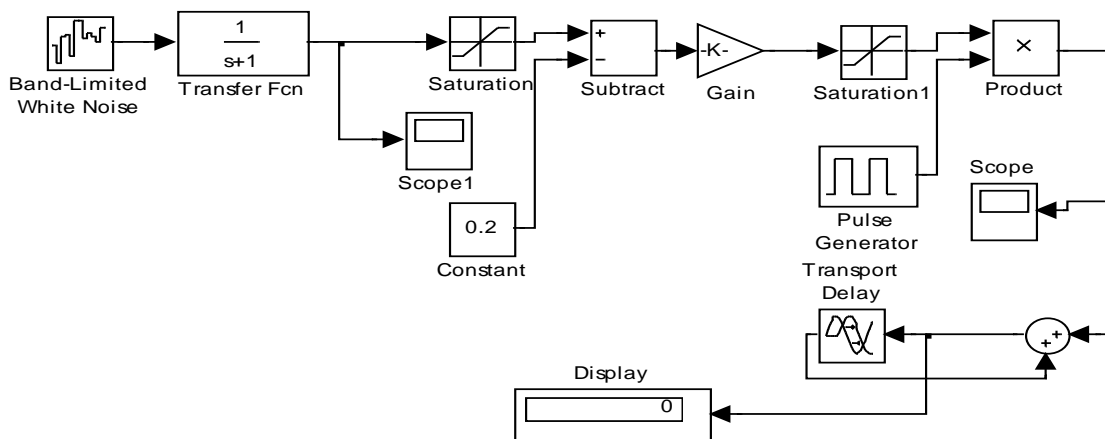 Band-Limited
White Noise
1
s+1
Transfer Fcn
Saturation
+
−
Subtract
-K-
Gain
Saturation1
×
Product
Scope1
0.2
Constant
Pulse
Generator
Scope
Transport
Delay
+
+
Display
0